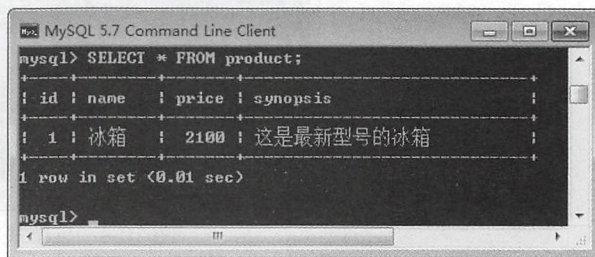 MySQL 5.7 Command Line Client
mysql> SELECT * FROM product;
+----+------+-------+--------------------+
| id | name | price | synopsis |
+----+------+-------+--------------------+
| 1 | 冰箱 | 2100 | 这是最新型号的冰箱 |
+----+------+-------+--------------------+
1 row in set (0.01 sec)
mysql> _